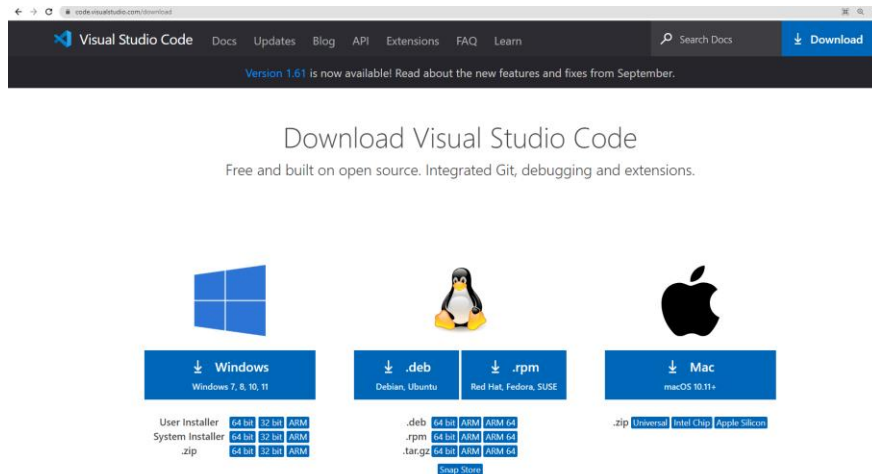 code.visualstudio.com/download
Visual Studio Code Docs Updates Blog API Extensions FAQ Learn Search Docs Download
Version 1.61 is now available! Read about the new features and fixes from September.
Download Visual Studio Code
Free and built on open source. Integrated Git, debugging and extensions.
Windows
Windows 7, 8, 10, 11
User Installer 64 bit 32 bit ARM
System Installer 64 bit 32 bit ARM
.zip 64 bit 32 bit ARM
.deb
Debian, Ubuntu
.rpm
Red Hat, Fedora, SUSE
.deb 64 bit ARM ARM 64
.rpm 64 bit ARM ARM 64
.tar.gz 64 bit ARM ARM 64
Snap Store
Mac
macOS 10.11+
.zip Universal Intel Chip Apple Silicon